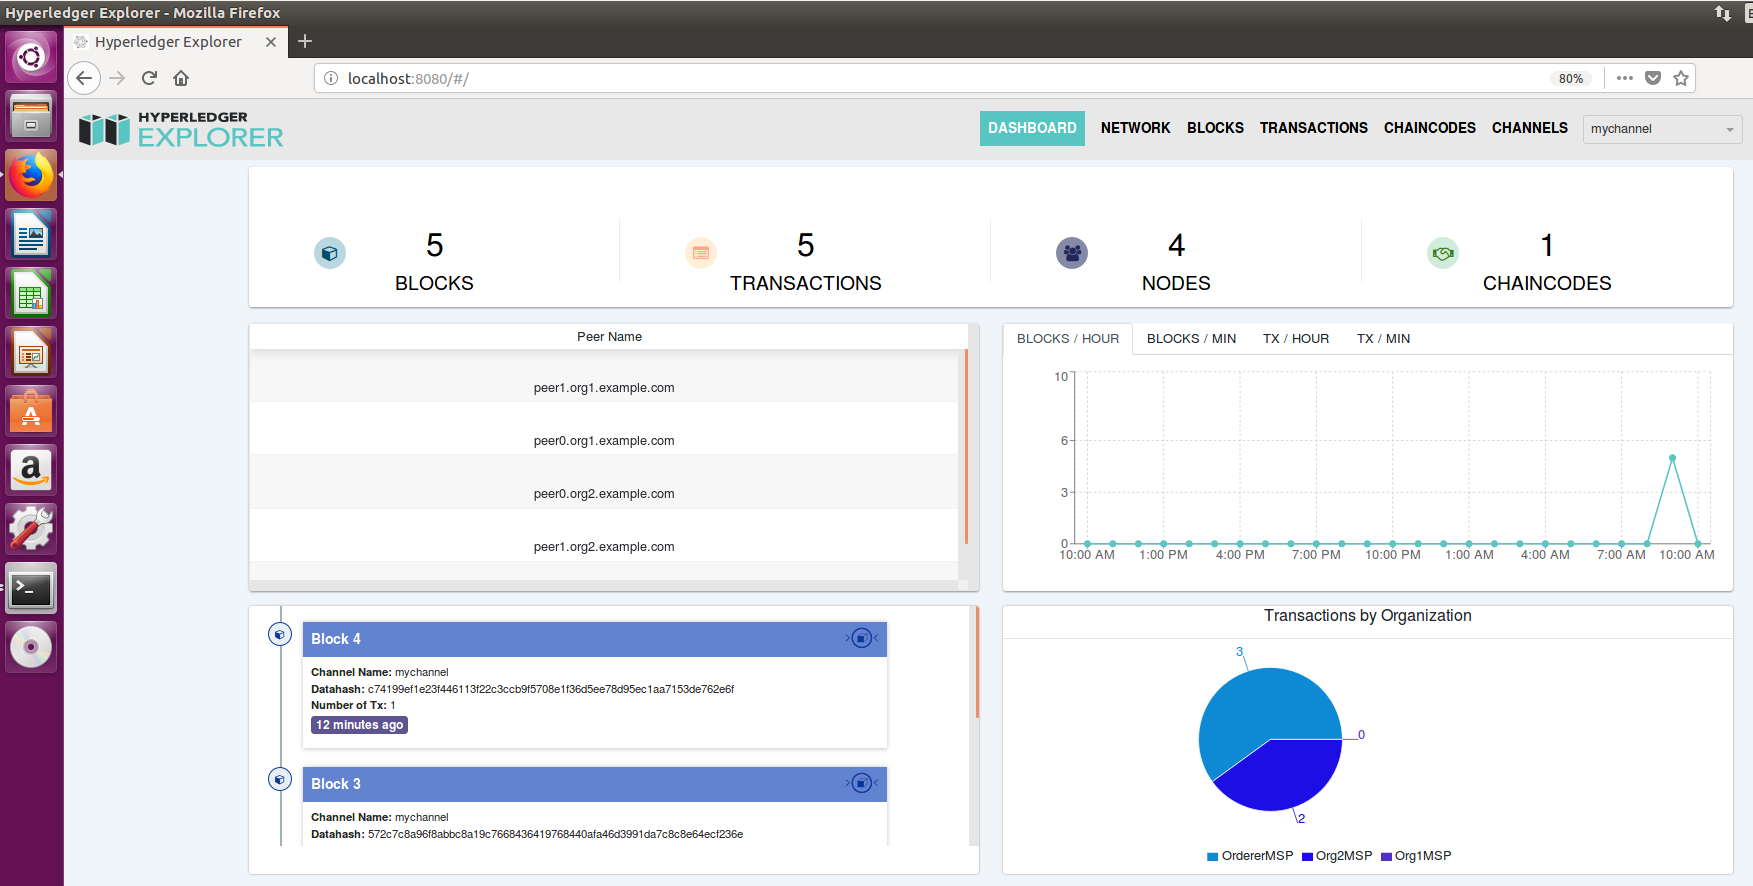 Hyperledger Explorer - Mozilla Firefox
Hyperledger Explorer
localhost:8080/#/
80%
HYPERLEDGER
EXPLORER
DASHBOARD NETWORK BLOCKS TRANSACTIONS CHAINCODES CHANNELS mychannel
5
BLOCKS
5
TRANSACTIONS
4
NODES
1
CHAINCODES
Peer Name
peer1.org1.example.com
peer0.org1.example.com
peer0.org2.example.com
peer1.org2.example.com
BLOCKS / HOUR BLOCKS / MIN TX / HOUR TX / MIN
10
6
3
0
10:00 AM 1:00 PM 4:00 PM 7:00 PM 10:00 PM 1:00 AM 4:00 AM 7:00 AM 10:00 AM
Block 4
Channel Name: mychannel
Datahash: c74199ef1e23f446113f22c3ccb9f5708e1f36d5ee78d95ec1aa7153de762e6f
Number of Tx: 1
12 minutes ago
Block 3
Channel Name: mychannel
Datahash: 572c7c8a96f8abbc8a19c7668436419768440afa46d3991da7c8c8e64ecf236e
Transactions by Organization
3
0
2
OrdererMSP Org2MSP Org1MSP